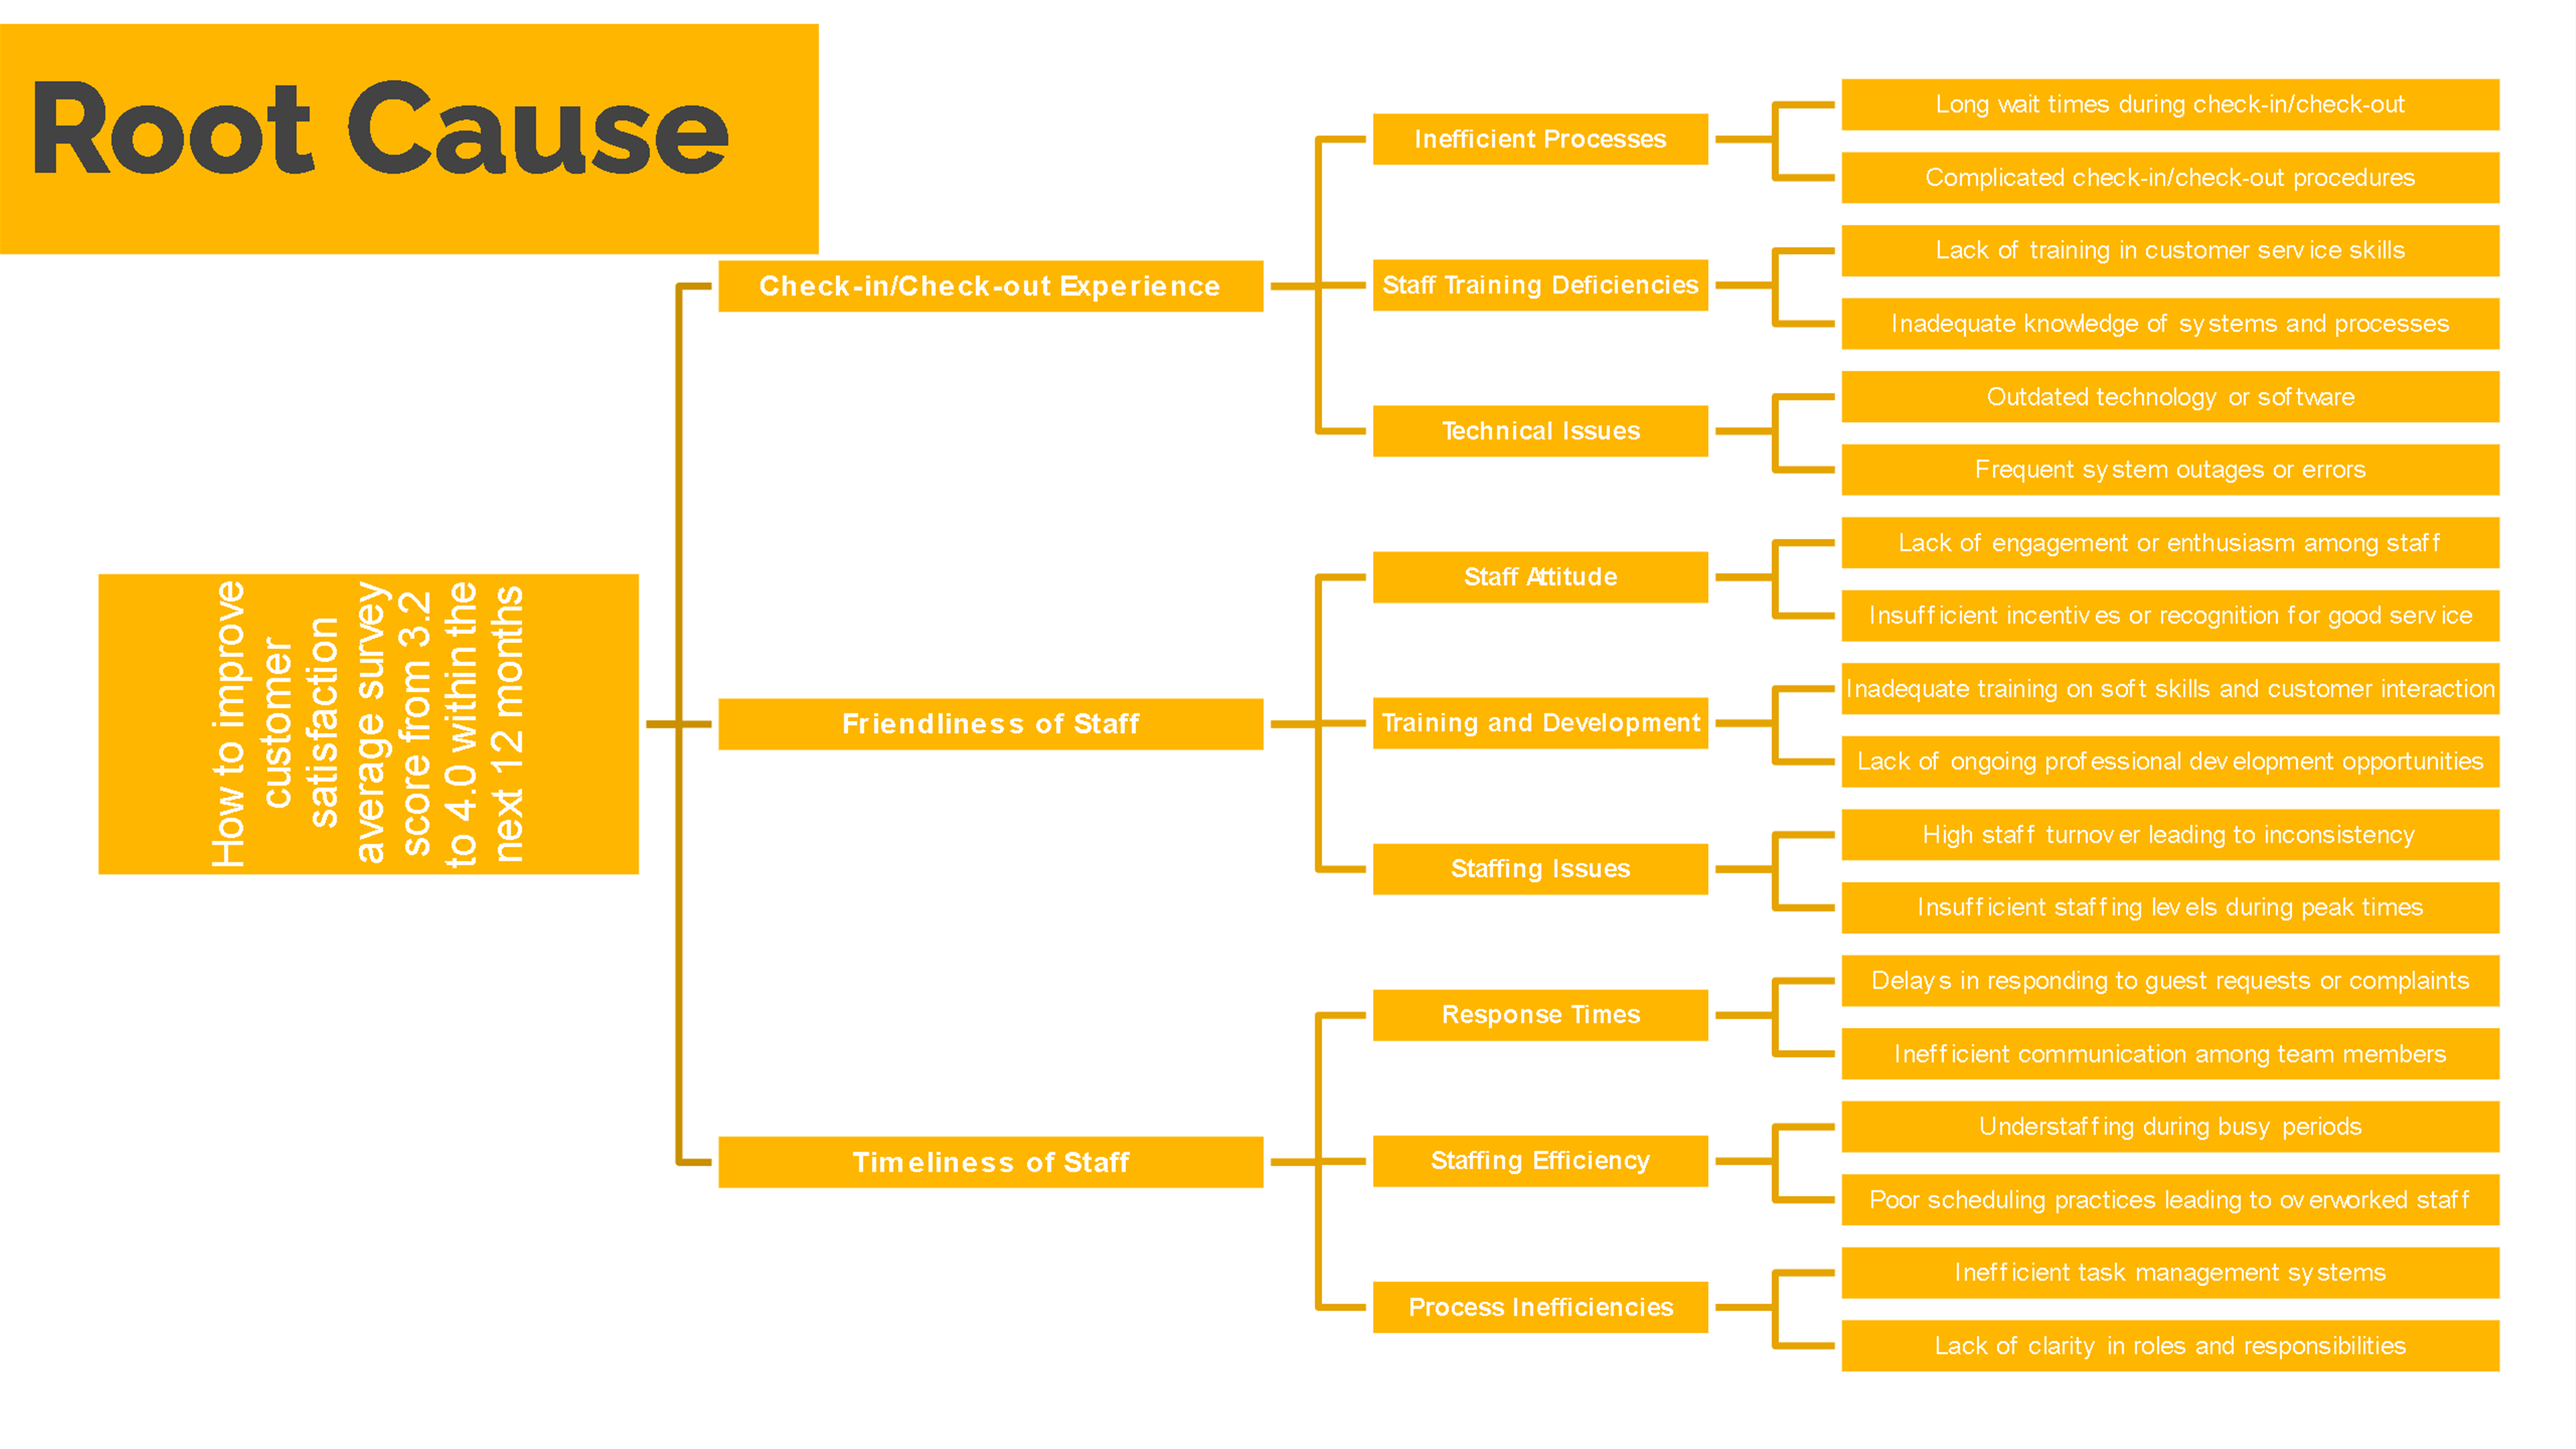 Root Cause
How to improve
customer
satisfaction
average survey
score from 3.2
to 4.0 within the
next 12 months
Check-in/Check-out Experience
Inefficient Processes
Long wait times during check-in/check-out
Complicated check-in/check-out procedures
Staff Training Deficiencies
Lack of training in customer service skills
Inadequate knowledge of systems and processes
Technical Issues
Outdated technology or software
Frequent system outages or errors
Friendliness of Staff
Staff Attitude
Lack of engagement or enthusiasm among staff
Insufficient incentives or recognition for good service
Training and Development
Inadequate training on soft skills and customer interaction
Lack of ongoing professional development opportunities
Staffing Issues
High staff turnover leading to inconsistency
Insufficient staffing levels during peak times
Timeliness of Staff
Response Times
Delays in responding to guest requests or complaints
Inefficient communication among team members
Staffing Efficiency
Understaffing during busy periods
Poor scheduling practices leading to overworked staff
Process Inefficiencies
Inefficient task management systems
Lack of clarity in roles and responsibilities